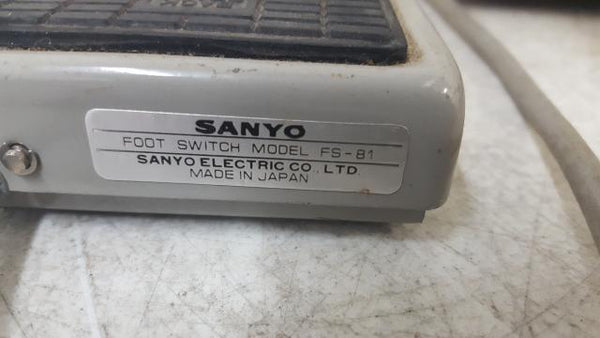 SANYO
FOOT SWITCH MODEL FS-81
SANYO ELECTRIC CO., LTD
MADE IN JAPAN